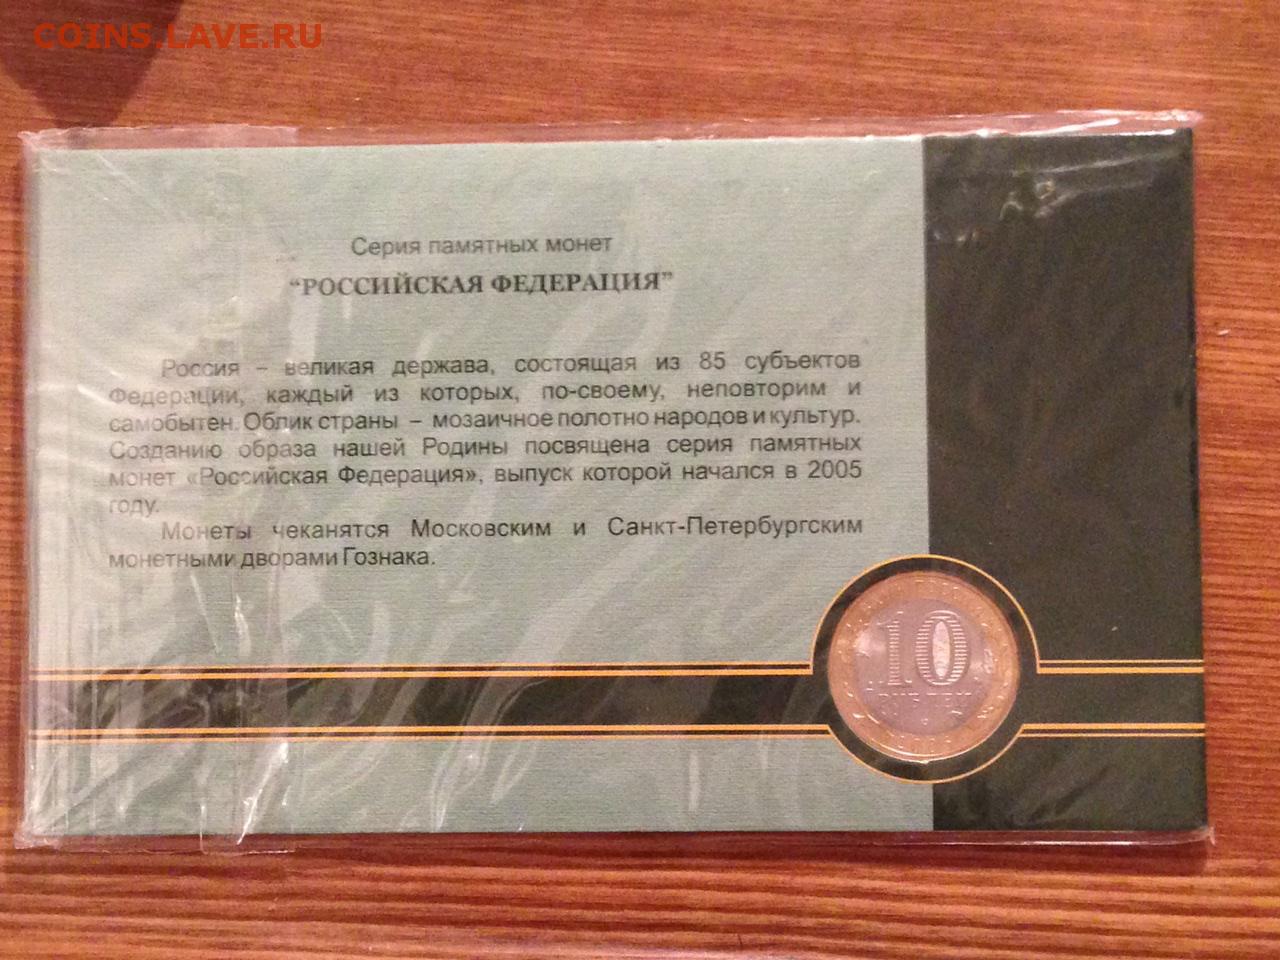 COINS.LAVE.RU
Серия памятных монет
“РОССИЙСКАЯ ФЕДЕРАЦИЯ”
Россия – великая держава, состоящая из 85 субъектов
Федерации, каждый из которых, по-своему, неповторим и
самобытен. Облик страны – мозаичное полотно народов и культур.
Созданию образа нашей Родины посвящена серия памятных
монет «Российская Федерация», выпуск которой начался в 2005
году.
Монеты чеканятся Московским и Санкт-Петербургским
монетными дворами Гознака.
10
РУБЛЕЙ